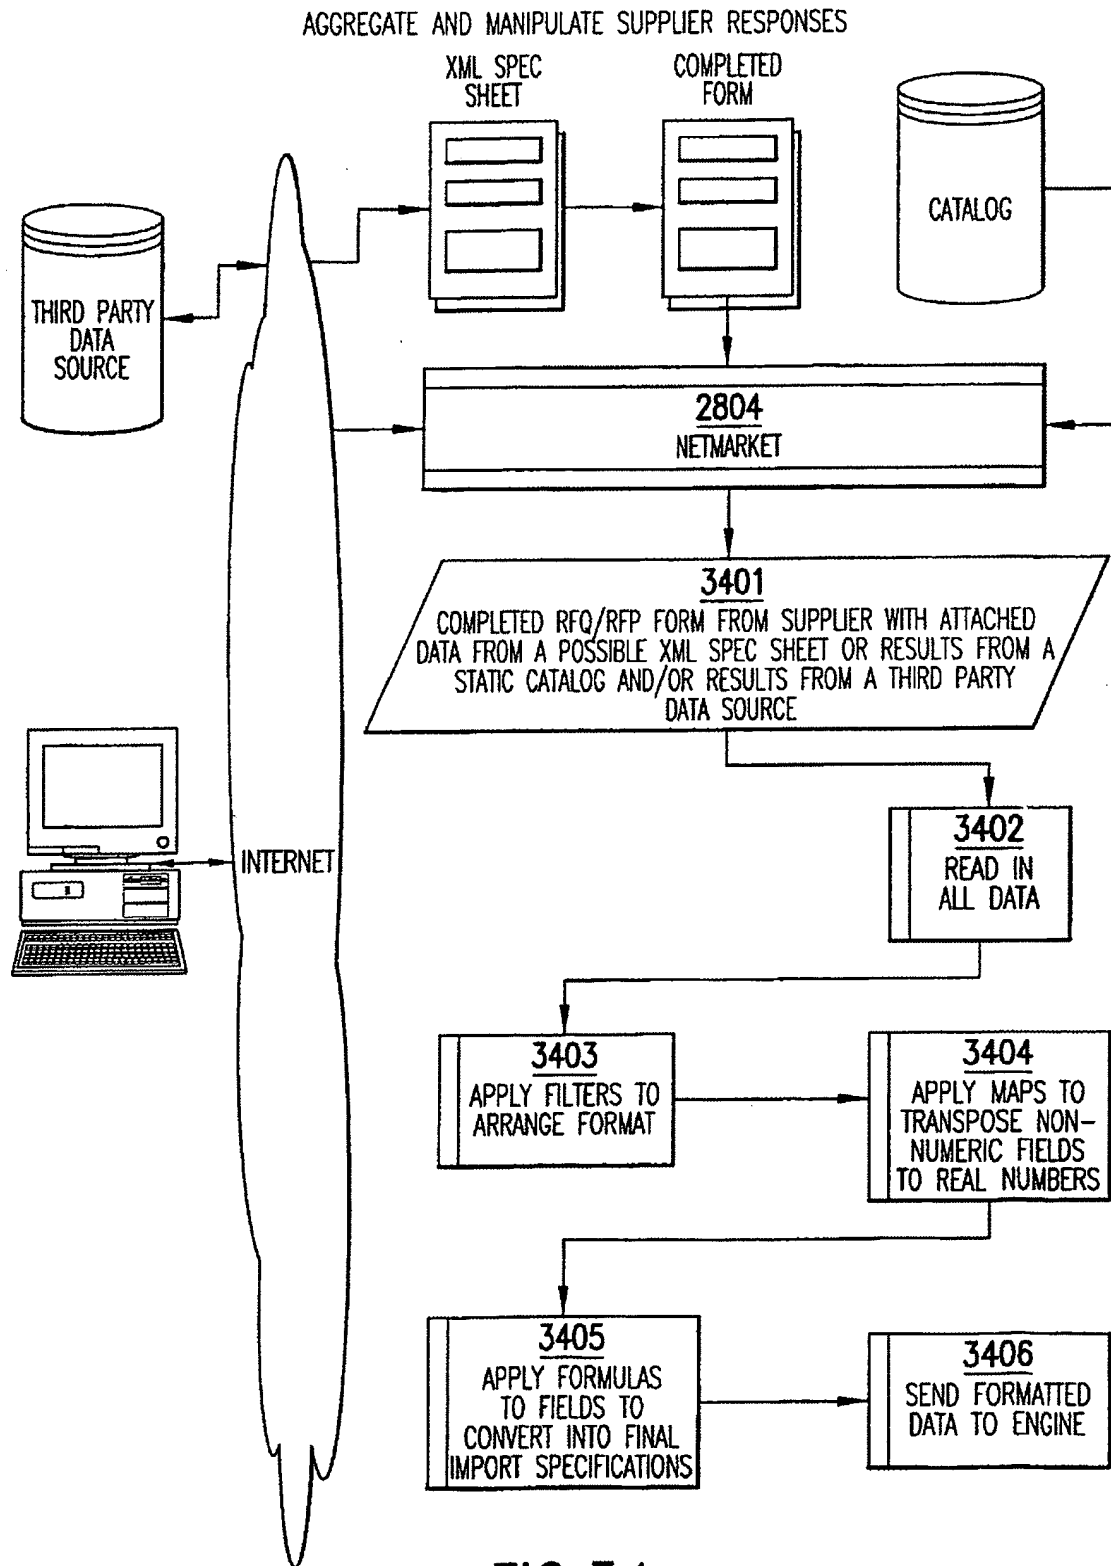 AGGREGATE AND MANIPULATE SUPPLIER RESPONSES
XML SPEC
SHEET
COMPLETED
FORM
CATALOG
THIRD PARTY
DATA
SOURCE
2804
NETMARKET
3401
COMPLETED RFQ/RFP FORM FROM SUPPLIER WITH ATTACHED
DATA FROM A POSSIBLE XML SPEC SHEET OR RESULTS FROM A
STATIC CATALOG AND/OR RESULTS FROM A THIRD PARTY
DATA SOURCE
INTERNET
3402
READ IN
ALL DATA
3403
APPLY FILTERS TO
ARRANGE FORMAT
3404
APPLY MAPS TO
TRANSPOSE NON-
NUMERIC FIELDS
TO REAL NUMBERS
3405
APPLY FORMULAS
TO FIELDS TO
CONVERT INTO FINAL
IMPORT SPECIFICATIONS
3406
SEND FORMATTED
DATA TO ENGINE